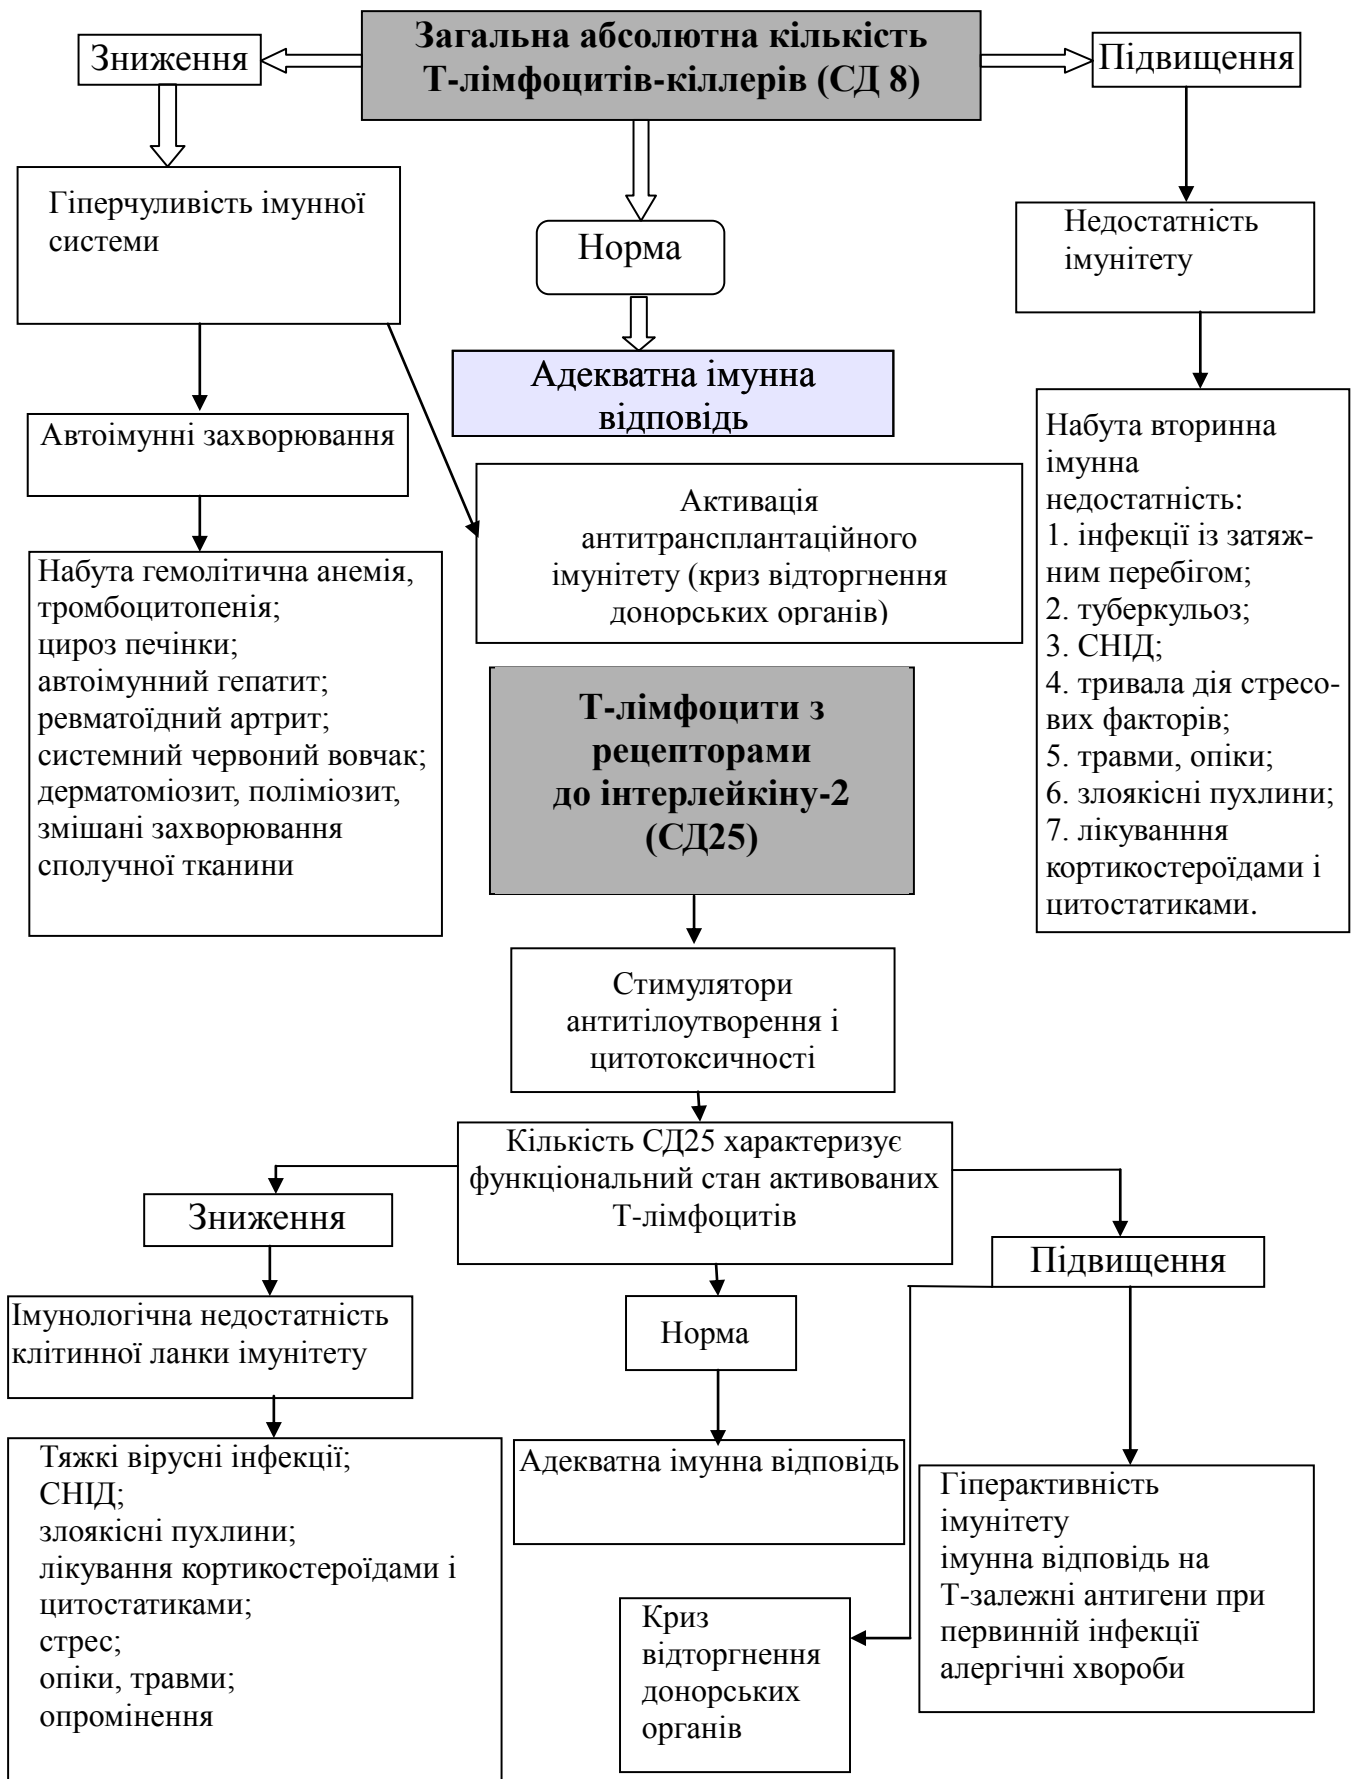 Загальна абсолютна кількість
Т-лімфоцитів-кіллерів (СД 8)
Зниження
Підвищення
Гіперчуливість імунної
системи
Норма
Недостатність
імунітету
Адекватна імунна
відповідь
Автоімунні захворювання
Активація
антитрансплантаційного
імунітету (криз відторгнення
донорських органів)
Набута вторинна
імунна
недостатність:
1. інфекції із затяж-
ним перебігом;
2. туберкульоз;
3. СНІД;
4. тривала дія стресо-
вих факторів;
5. травми, опіки;
6. злоякісні пухлини;
7. лікуванння
кортикостероїдами і
цитостатиками.
Набута гемолітична анемія,
тромбоцитопенія;
цироз печінки;
автоімунний гепатит;
ревматоїдний артрит;
системний червоний вовчак;
дерматоміозит, поліміозит,
змішані захворювання
сполучної тканини
Т-лімфоцити з
рецепторами
до інтерлейкіну-2
(СД25)
Стимулятори
антитілоутворення і
цитотоксичності
Кількість СД25 характеризує
функціональний стан активованих
Т-лімфоцитів
Зниження
Підвищення
Імунологічна недостатність
клітинної ланки імунітету
Норма
Тяжкі вірусні інфекції;
СНІД;
злоякісні пухлини;
лікування кортикостероїдами і
цитостатиками;
стрес;
опіки, травми;
опромінення
Адекватна імунна відповідь
Гіперактивність
імунітету
імунна відповідь на
Т-залежні антигени при
первинній інфекції
алергічні хвороби
Криз
відторгнення
донорських
органів